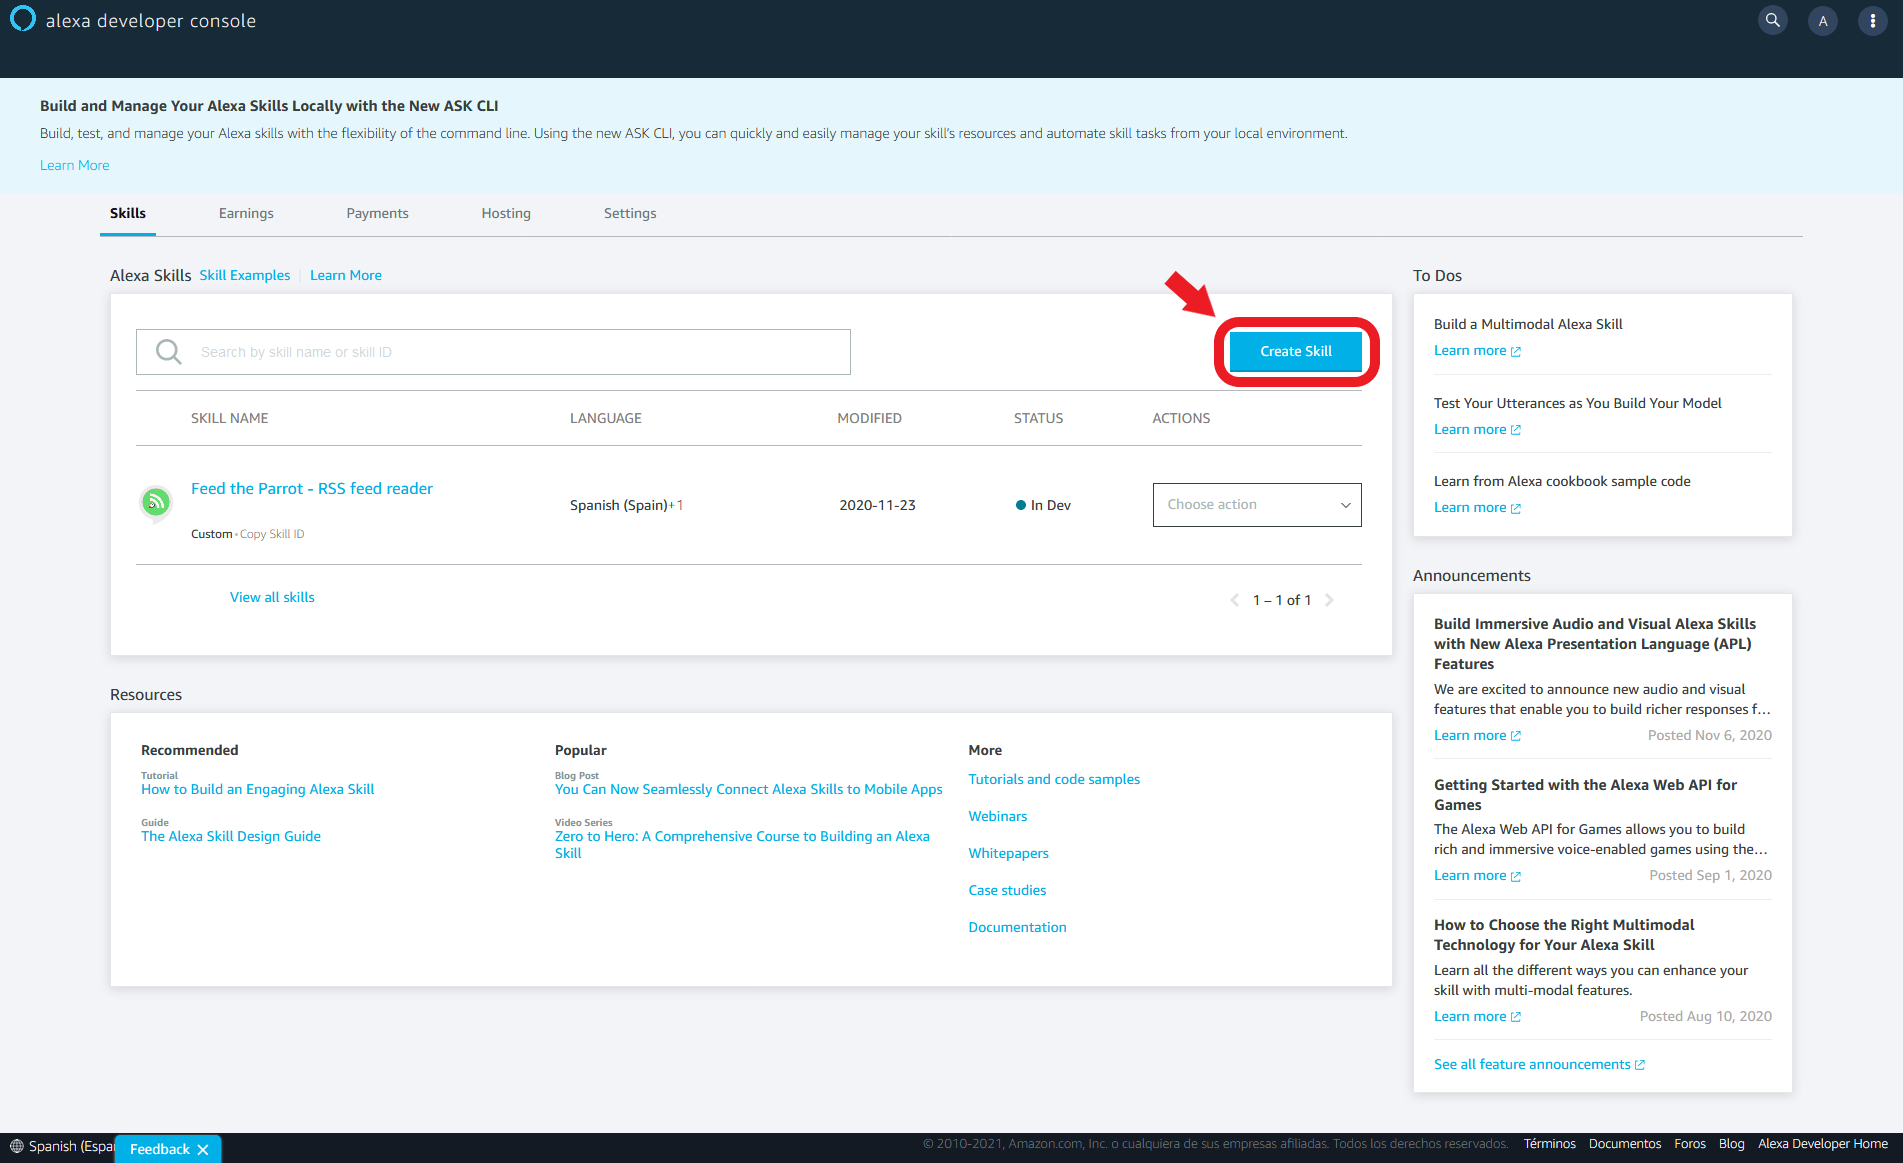 alexa developer console
A
Build and Manage Your Alexa Skills Locally with the New ASK CLI
Build, test, and manage your Alexa skills with the flexibility of the command line. Using the new ASK CLI, you can quickly and easily manage your skill's resources and automate skill tasks from your local environment.
Learn More
Skills Earnings Payments Hosting Settings
Alexa Skills Skill Examples Learn More
Search by skill name or skill ID
Create Skill
SKILL NAME LANGUAGE MODIFIED STATUS ACTIONS
Feed the Parrot - RSS feed reader
Spanish (Spain)+1 2020-11-23 In Dev Choose action
Custom • Copy Skill ID
View all skills
1 – 1 of 1
To Dos
Build a Multimodal Alexa Skill
Learn more
Test Your Utterances as You Build Your Model
Learn more
Learn from Alexa cookbook sample code
Learn more
Announcements
Build Immersive Audio and Visual Alexa Skills
with New Alexa Presentation Language (APL)
Features
We are excited to announce new audio and visual
features that enable you to build richer responses f...
Learn more Posted Nov 6, 2020
Getting Started with the Alexa Web API for
Games
The Alexa Web API for Games allows you to build
rich and immersive voice-enabled games using the...
Learn more Posted Sep 1, 2020
How to Choose the Right Multimodal
Technology for Your Alexa Skill
Learn all the different ways you can enhance your
skill with multi-modal features.
Learn more Posted Aug 10, 2020
See all feature announcements
Resources
Recommended
Tutorial
How to Build an Engaging Alexa Skill
Guide
The Alexa Skill Design Guide
Popular
Blog Post
You Can Now Seamlessly Connect Alexa Skills to Mobile Apps
Video Series
Zero to Hero: A Comprehensive Course to Building an Alexa
Skill
More
Tutorials and code samples
Webinars
Whitepapers
Case studies
Documentation
Spanish (Espa
Feedback
© 2010-2021, Amazon.com, Inc. o cualquiera de sus empresas afiliadas. Todos los derechos reservados. Términos Documentos Foros Blog Alexa Developer Home